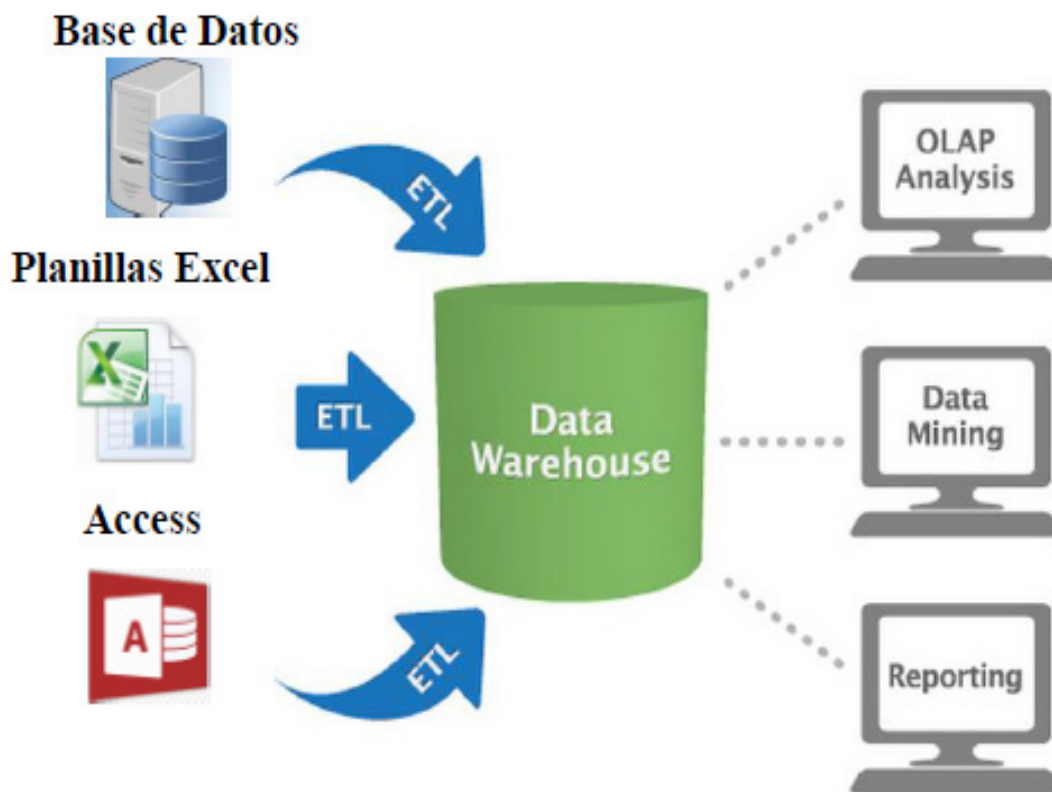 Base de Datos
ETL
Planillas Excel
X
ETL
Access
A
ETL
Data
Warehouse
OLAP
Analysis
Data
Mining
Reporting